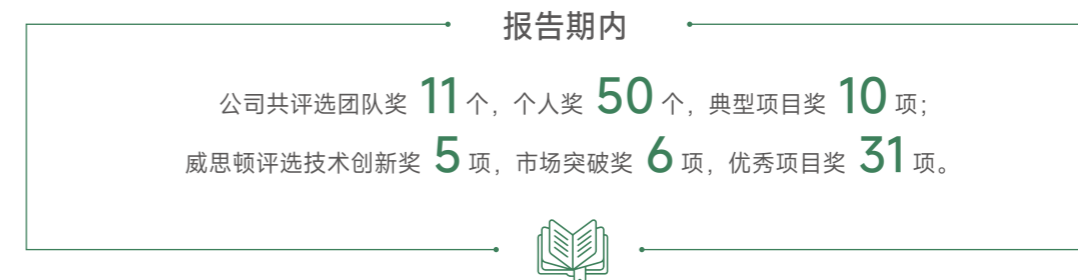 报告期内
公司共评选团队奖 11 个，个人奖 50 个，典型项目奖 10 项；
威思顿评选技术创新奖 5 项，市场突破奖 6 项，优秀项目奖 31 项。